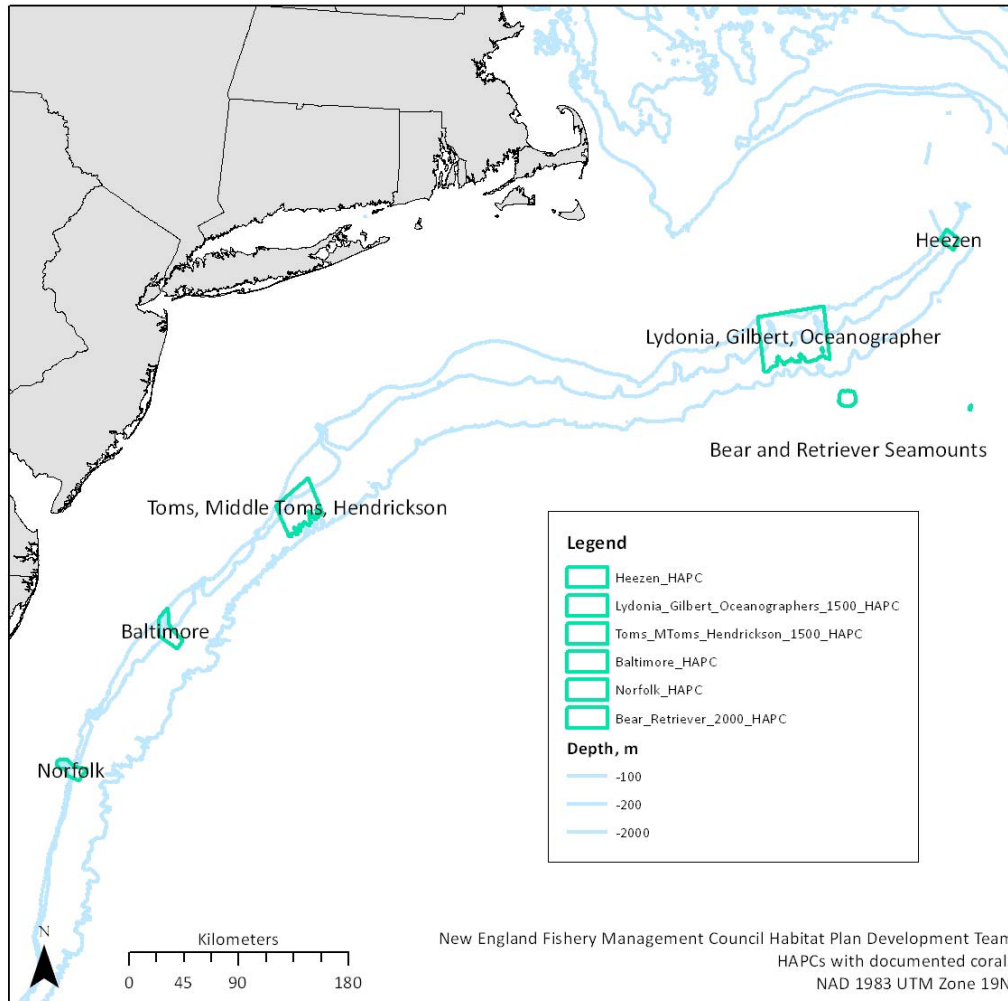 Heezen
Lydonia, Gilbert, Oceanographer
Bear and Retriever Seamounts
Toms, Middle Toms, Hendrickson
Baltimore
Norfolk
Legend
Heezen_HAPC
Lydonia_Gilbert_Oceanographers_1500_HAPC
Toms_MToms_Hendrickson_1500_HAPC
Baltimore_HAPC
Norfolk_HAPC
Bear_Retriever_2000_HAPC
Depth, m
-100
-200
-2000
N
Kilometers
0 45 90 180
New England Fishery Management Council Habitat Plan Development Team
HAPCs with documented coral
NAD 1983 UTM Zone 19N